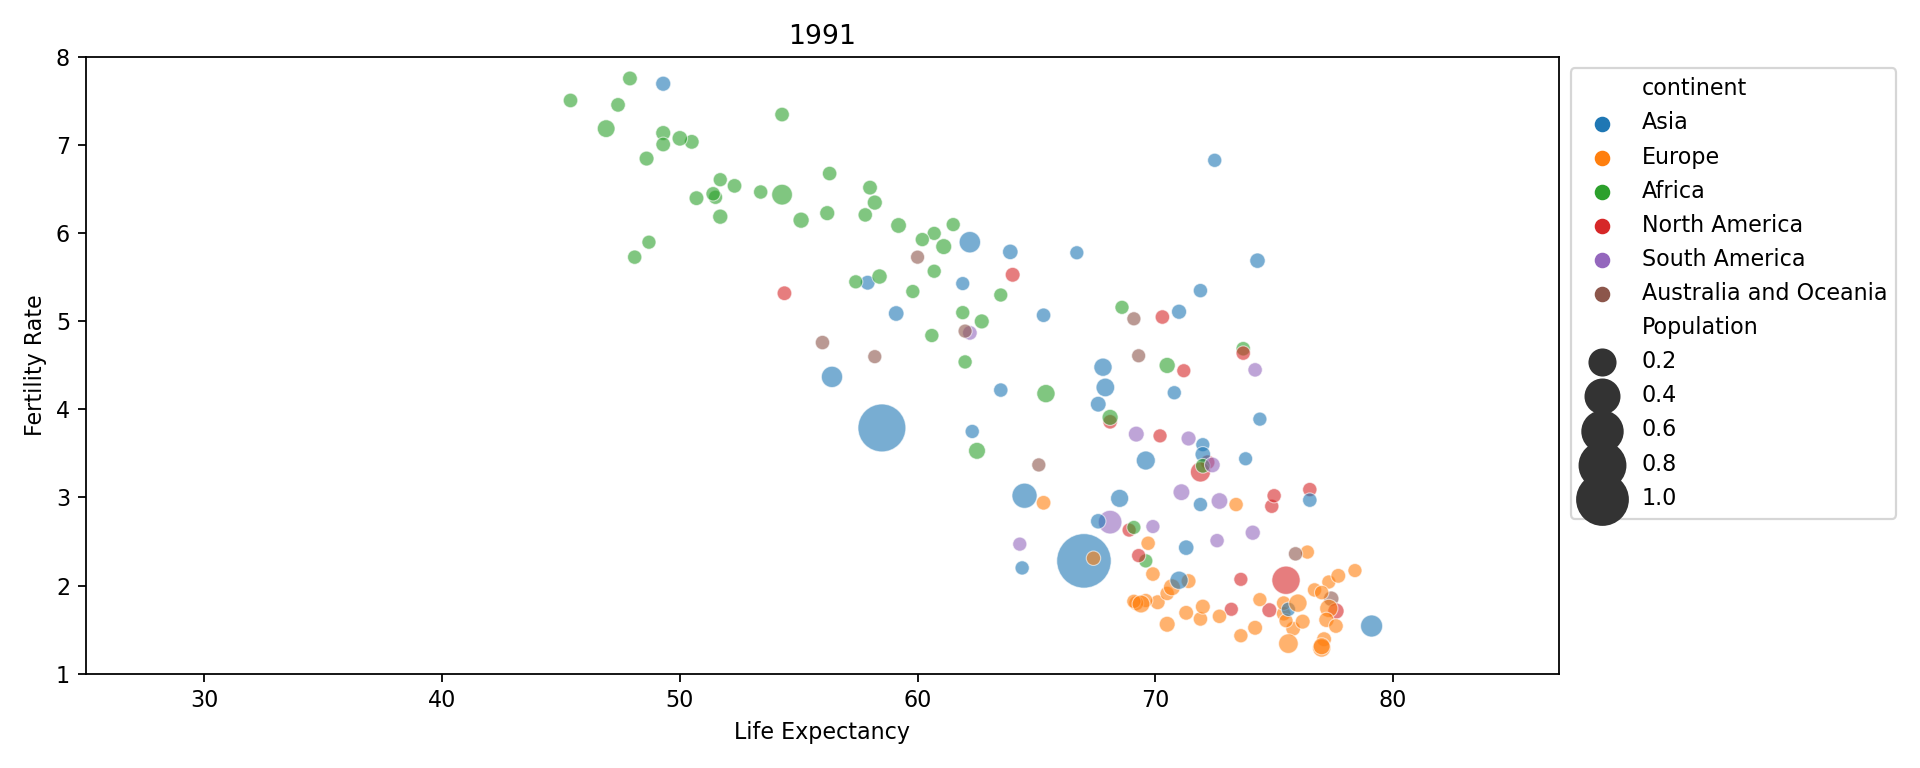 1991
8
7
6
5
4
3
2
1
Fertility Rate
30 40 50 60 70 80
Life Expectancy
continent
Asia
Europe
Africa
North America
South America
Australia and Oceania
Population
0.2
0.4
0.6
0.8
1.0